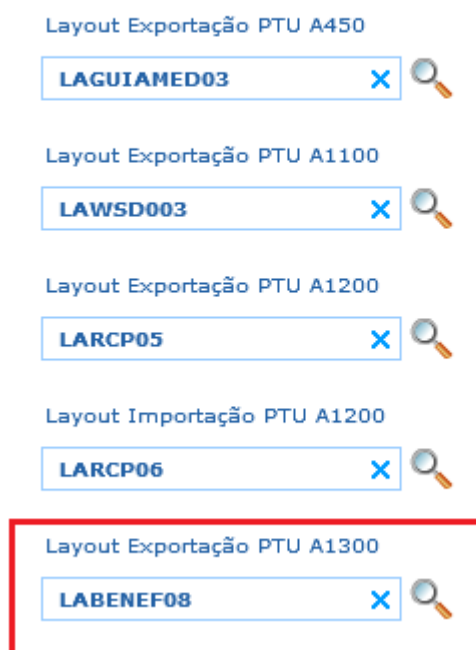 Layout Exportação PTU A450
LAGUIAMED03
Layout Exportação PTU A1100
LAWSD003
Layout Exportação PTU A1200
LARCP05
Layout Importação PTU A1200
LARCP06
Layout Exportação PTU A1300
LABENEF08